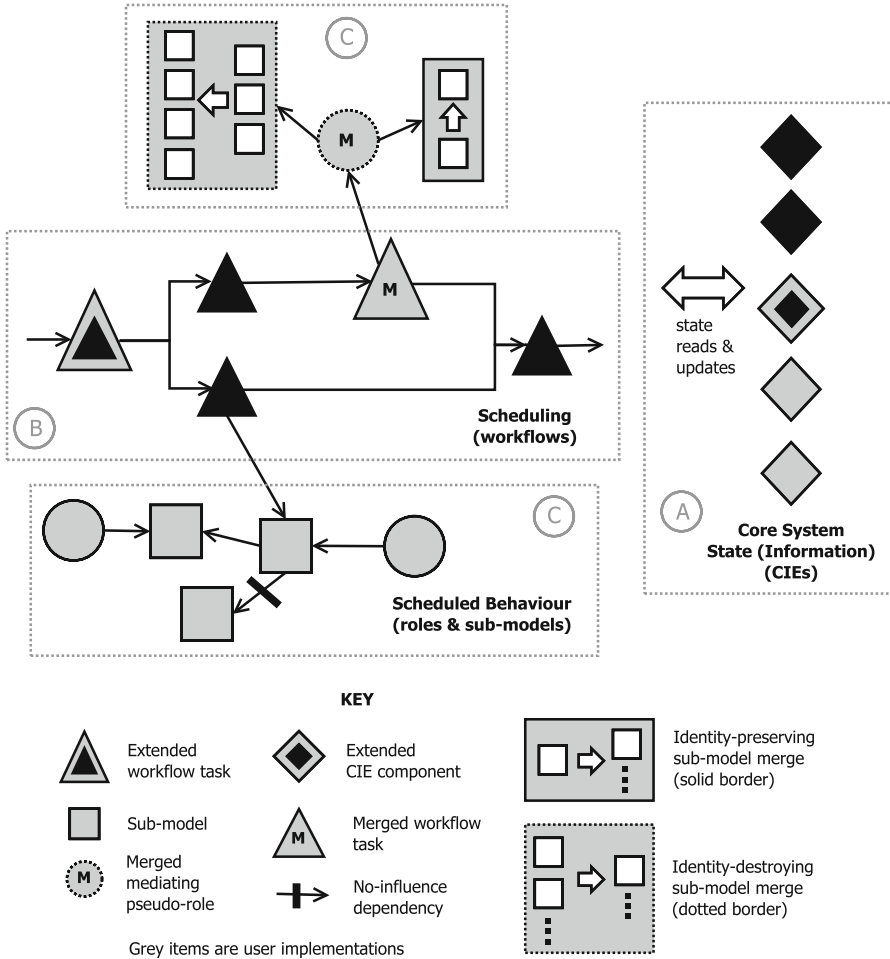 C
M
state
reads &
updates
M
B
Scheduling
(workflows)
A
Core System
State (Information)
(CIEs)
C
Scheduled Behaviour
(roles & sub-models)
KEY
Extended
workflow task
Extended
CIE component
Identity-preserving
sub-model merge
(solid border)
Sub-model
M
Merged workflow
task
M
Merged
mediating
pseudo-role
No-influence
dependency
Identity-destroying
sub-model merge
(dotted border)
Grey items are user implementations